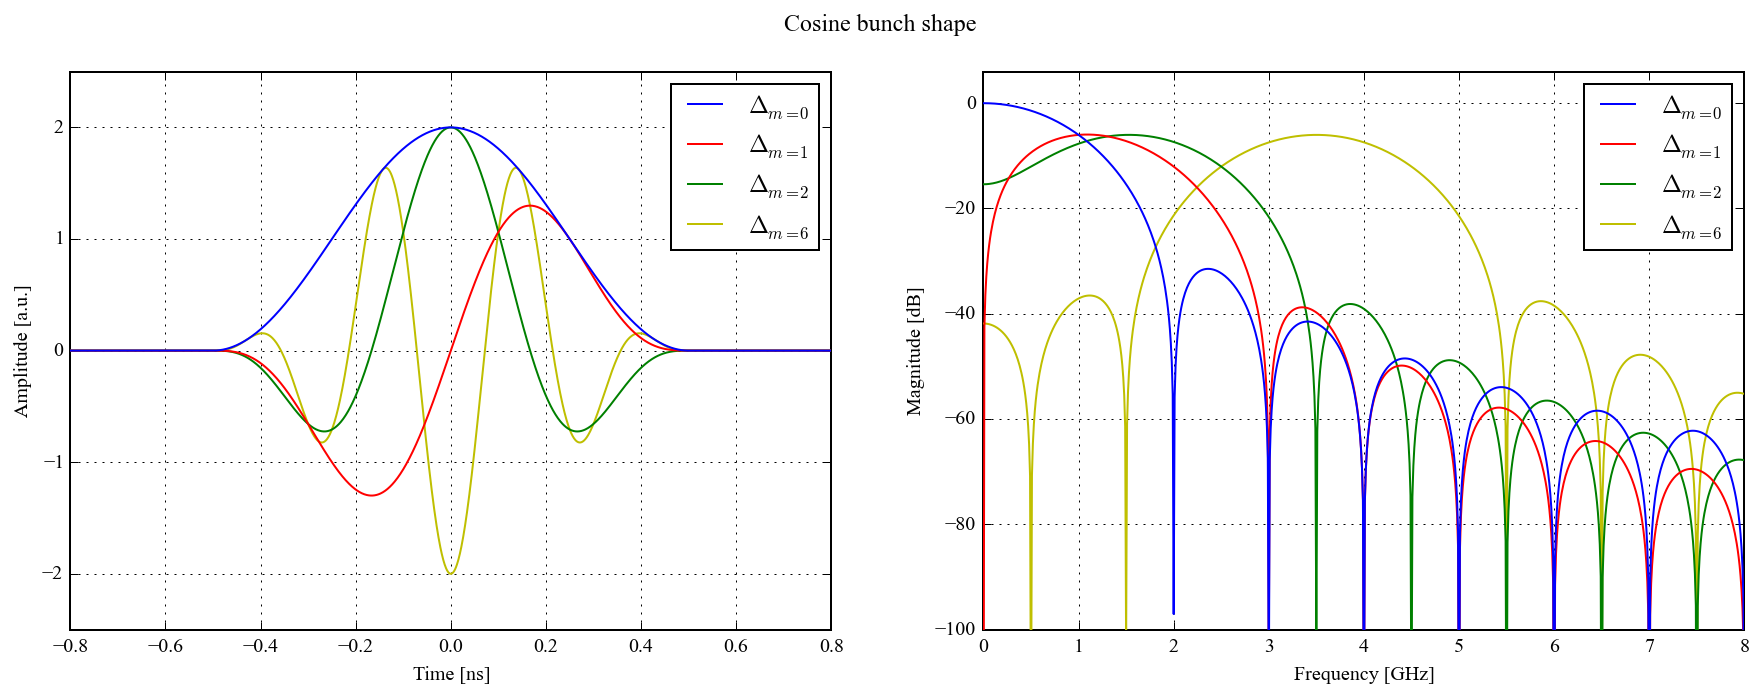 Cosine bunch shape
2
1
0
−1
−2
Amplitude [a.u.]
−0.8 −0.6 −0.4 −0.2 0.0 0.2 0.4 0.6 0.8
Time [ns]
Δm=0
Δm=1
Δm=2
Δm=6
0
−20
−40
−60
−80
−100
Magnitude [dB]
0 1 2 3 4 5 6 7 8
Frequency [GHz]
Δm=0
Δm=1
Δm=2
Δm=6